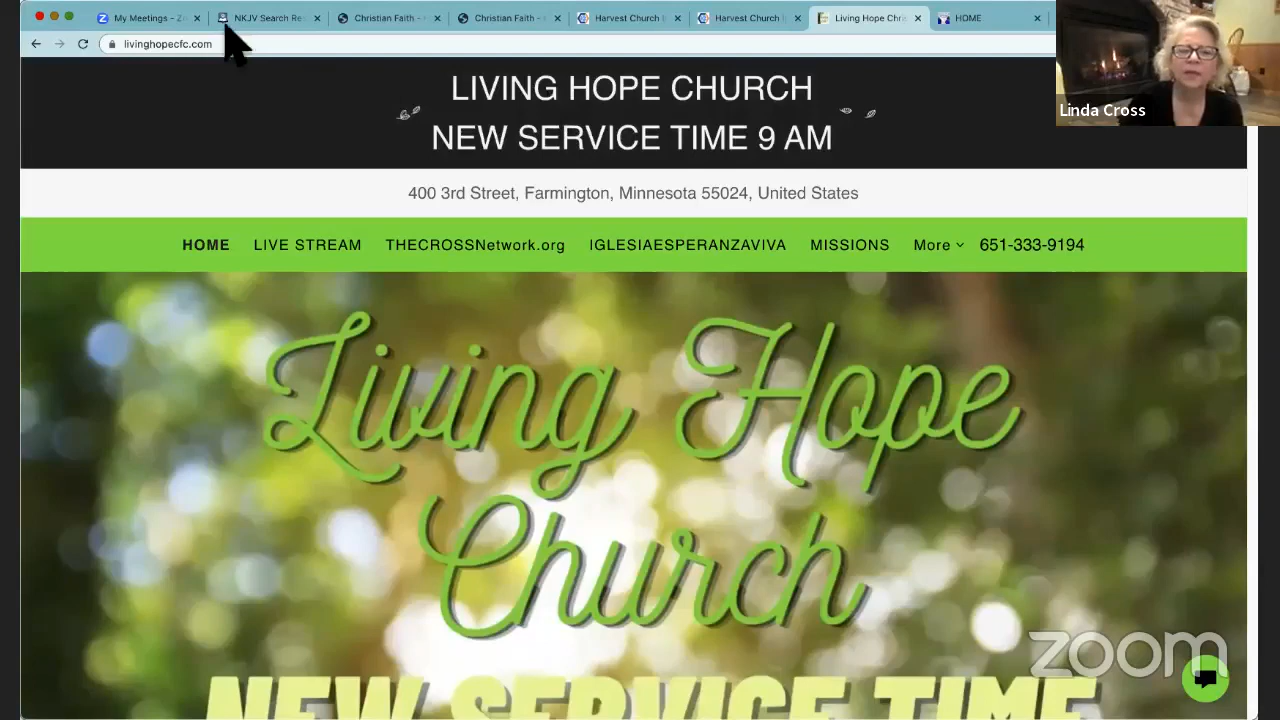 My Meetings - Z
NKJV Search Re
Christian Faith -
Christian Faith -
Harvest Church
Harvest Church
Living Hope Chri
HOME
livinghopecfc.com
Linda Cross
LIVING HOPE CHURCH
NEW SERVICE TIME 9 AM
400 3rd Street, Farmington, Minnesota 55024, United States
HOME LIVE STREAM THECROSSNetwork.org IGLESIAESPERANZAVIVA MISSIONS More 651-333-9194
Living Hope
Church
NEW SERVICE TIME
zoom